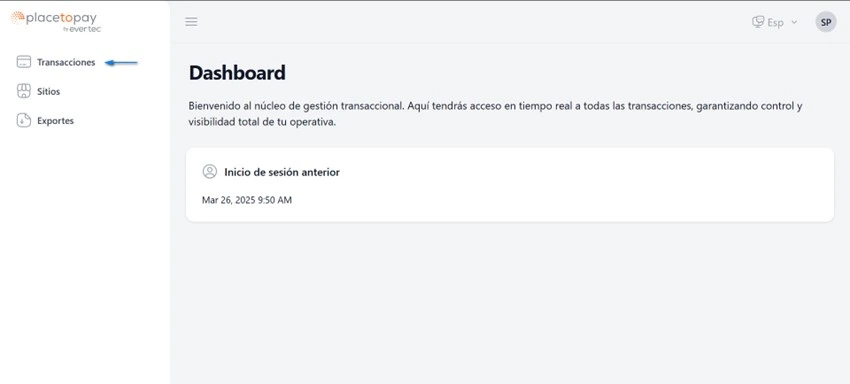 placetopay
by evertec
Esp
SP
Transacciones
Sitios
Exportes
Dashboard
Bienvenido al núcleo de gestión transaccional. Aquí tendrás acceso en tiempo real a todas las transacciones, garantizando control y
visibilidad total de tu operativa.
Inicio de sesión anterior
Mar 26, 2025 9:50 AM